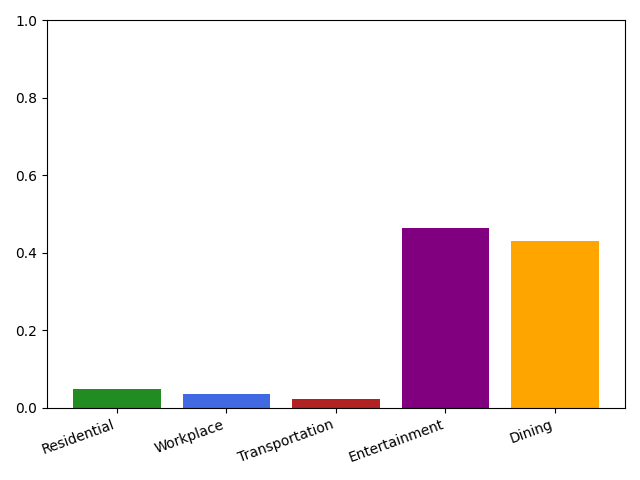 1.0
0.8
0.6
0.4
0.2
0.0
Residential
Workplace
Transportation
Entertainment
Dining